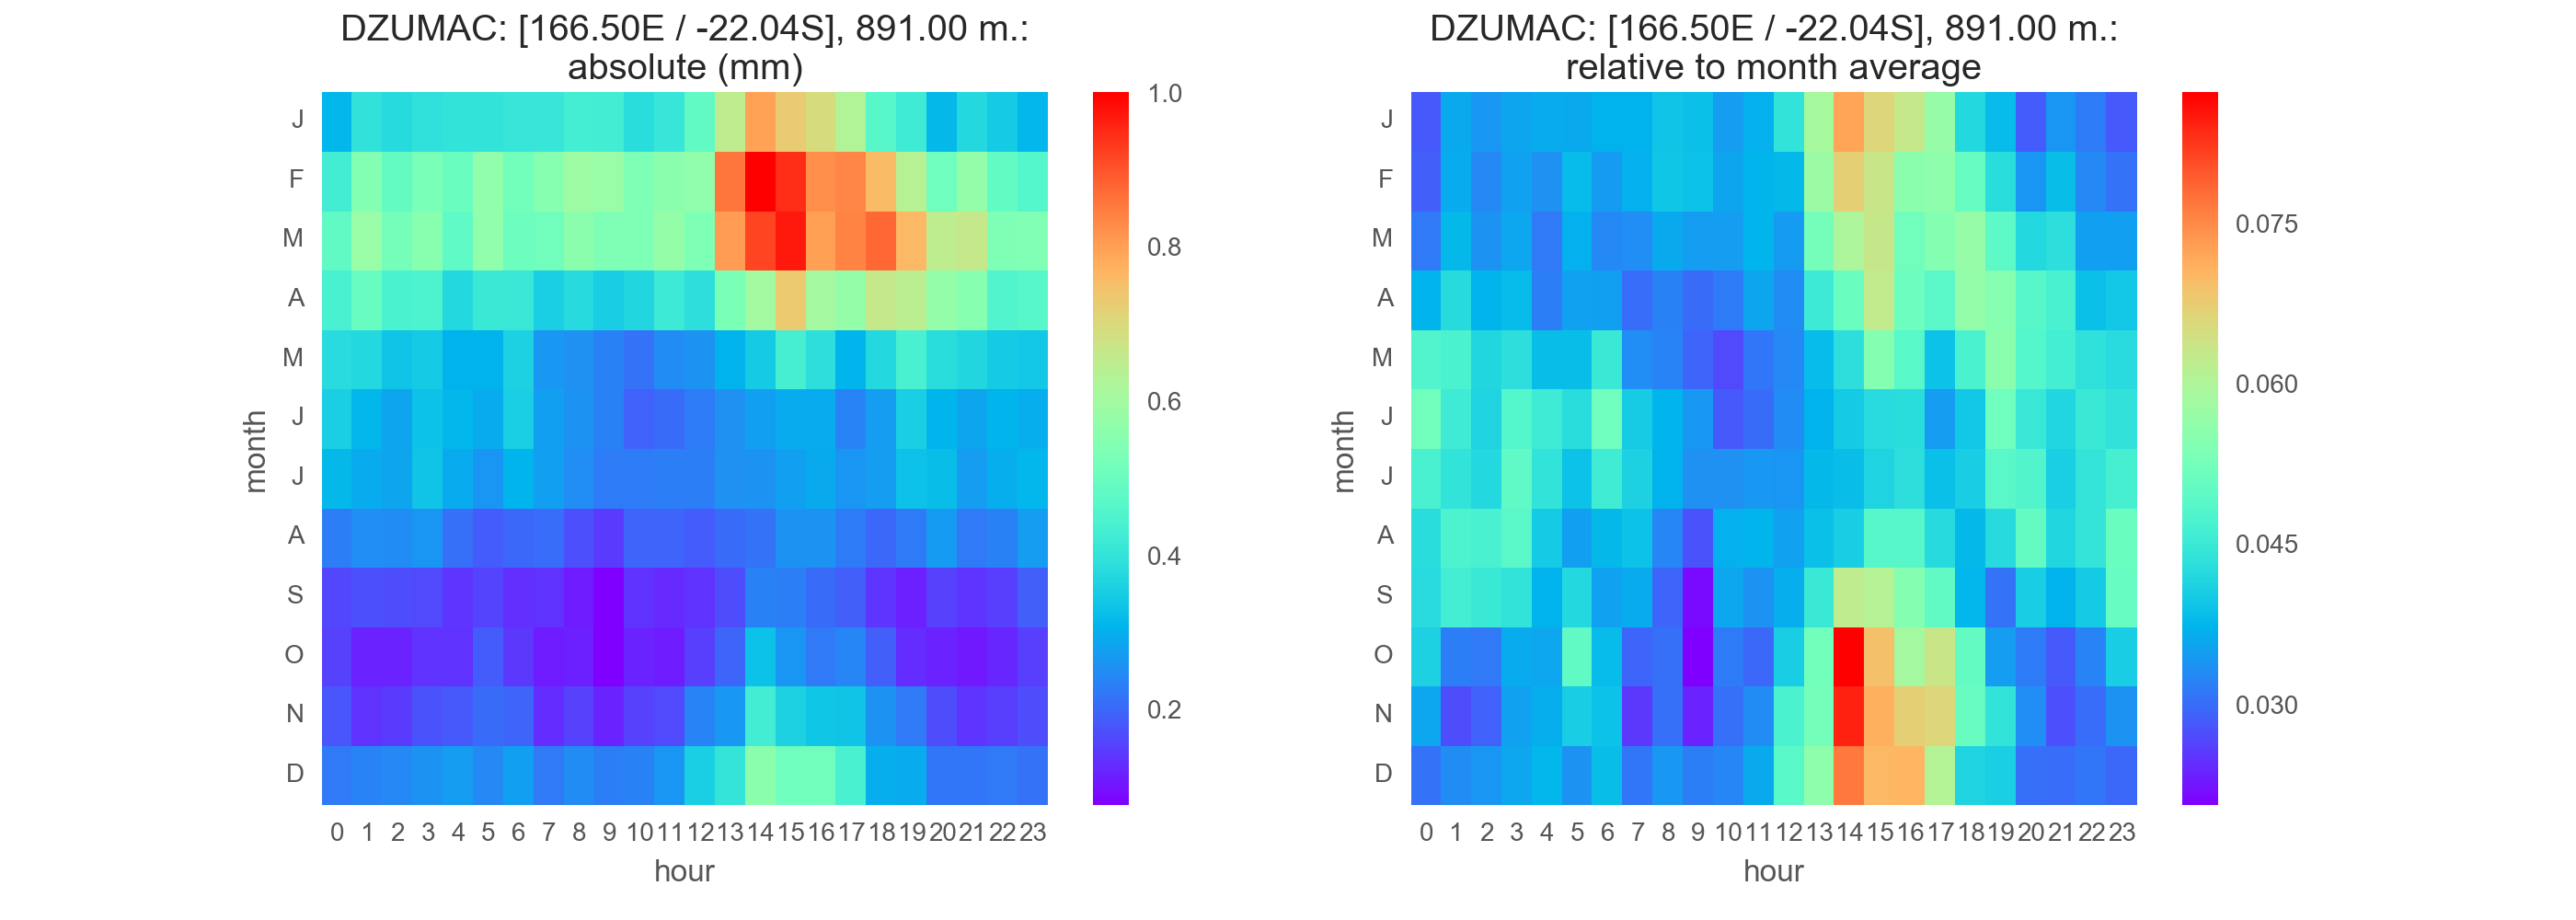 DZUMAC: [166.50E / -22.04S], 891.00 m.:
absolute (mm)
month
J
F
M
A
M
J
J
A
S
O
N
D
0 1 2 3 4 5 6 7 8 9 10 11 12 13 14 15 16 17 18 19 20 21 22 23
hour
1.0
0.8
0.6
0.4
0.2
DZUMAC: [166.50E / -22.04S], 891.00 m.:
relative to month average
month
J
F
M
A
M
J
J
A
S
O
N
D
0 1 2 3 4 5 6 7 8 9 10 11 12 13 14 15 16 17 18 19 20 21 22 23
hour
0.075
0.060
0.045
0.030